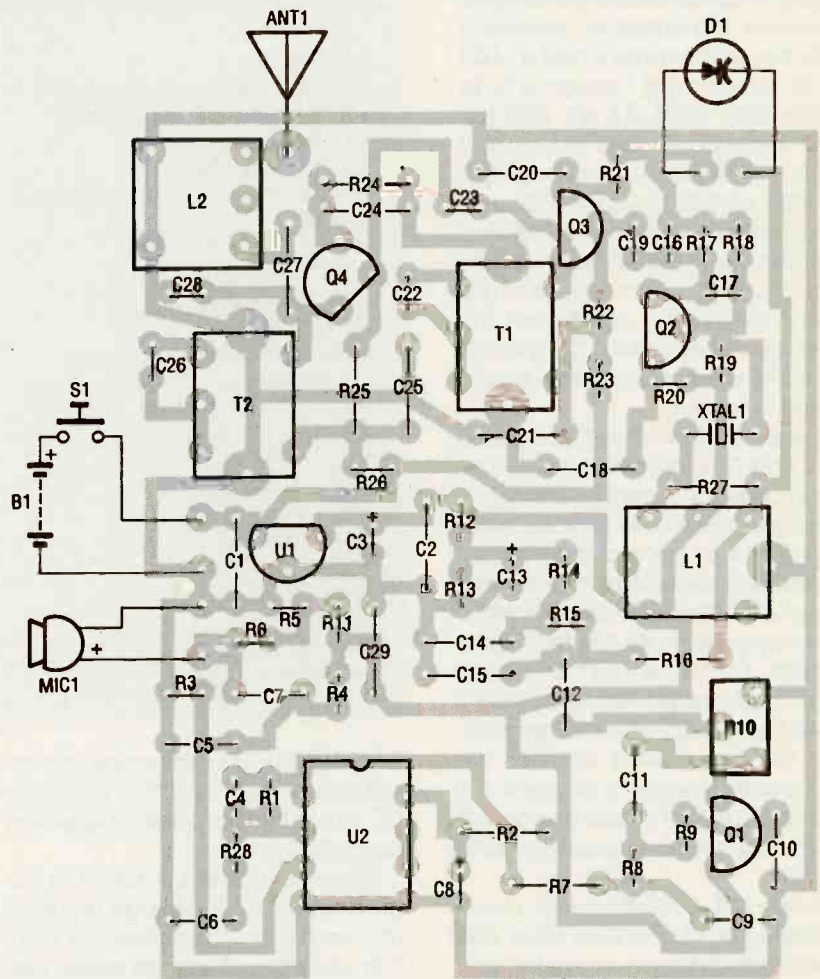 ANT1
D1
L2
R24
C24
C20
C23
R21
Q3
C19
C16
R17
R18
C27
Q4
C28
C22
C17
T1
R22
Q2
C26
T2
R25
C25
R23
R19
R20
S1
XTAL1
C21
C18
B1
+
R26
R27
C1
U1
+
C3
C2
R12
+
C13
R14
L1
R13
R6
R5
R11
C29
R15
C14
MIC1
+
R3
C7
R4
C15
C12
R16
C5
R10
C4
R1
C11
U2
R2
R9
Q1
C10
R28
+
C8
R7
R8
C6
C9